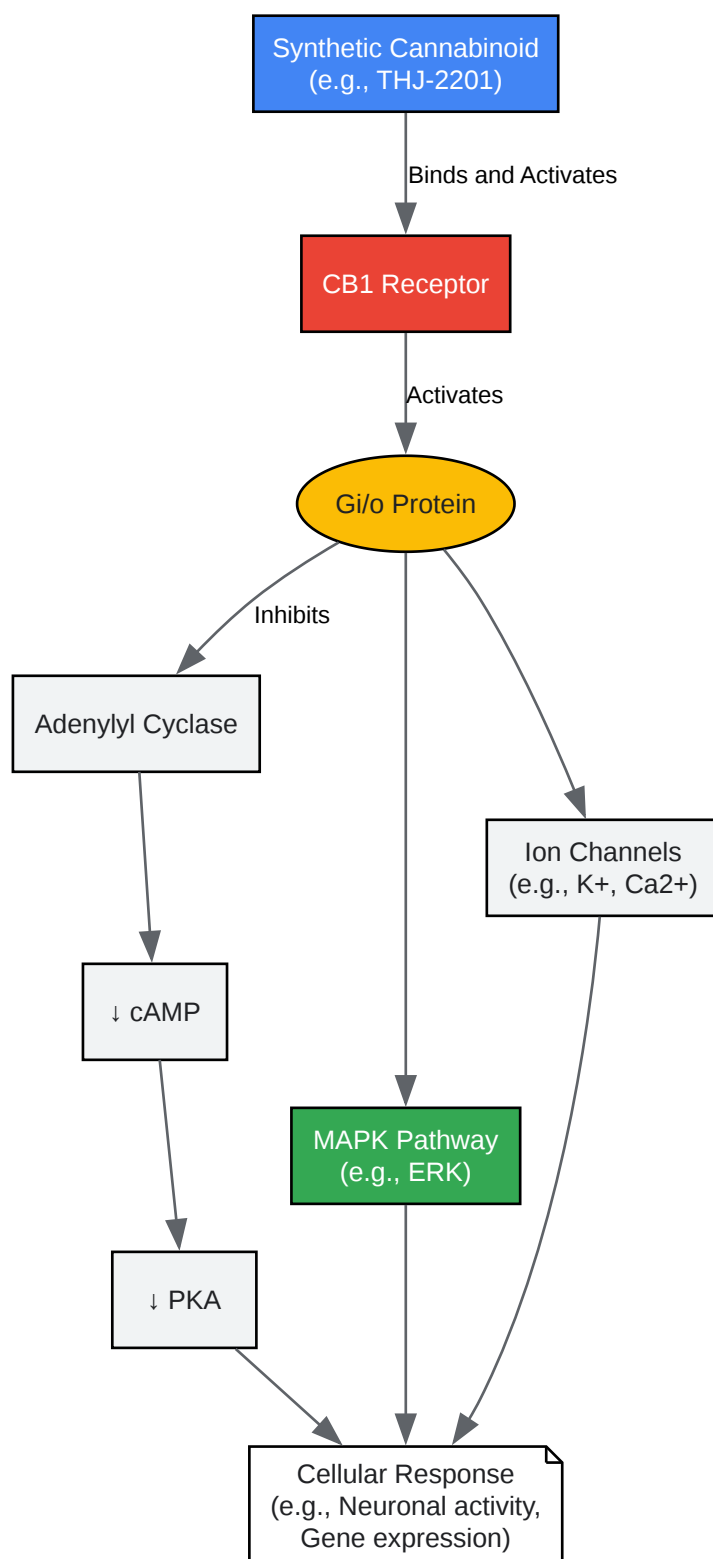 Synthetic Cannabinoid
(e.g., THJ-2201)
Binds and Activates
CB1 Receptor
Activates
Gi/o Protein
Inhibits
Adenylyl Cyclase
Ion Channels
(e.g., K+, Ca2+)
↓ cAMP
MAPK Pathway
(e.g., ERK)
↓ PKA
Cellular Response
(e.g., Neuronal activity,
Gene expression)